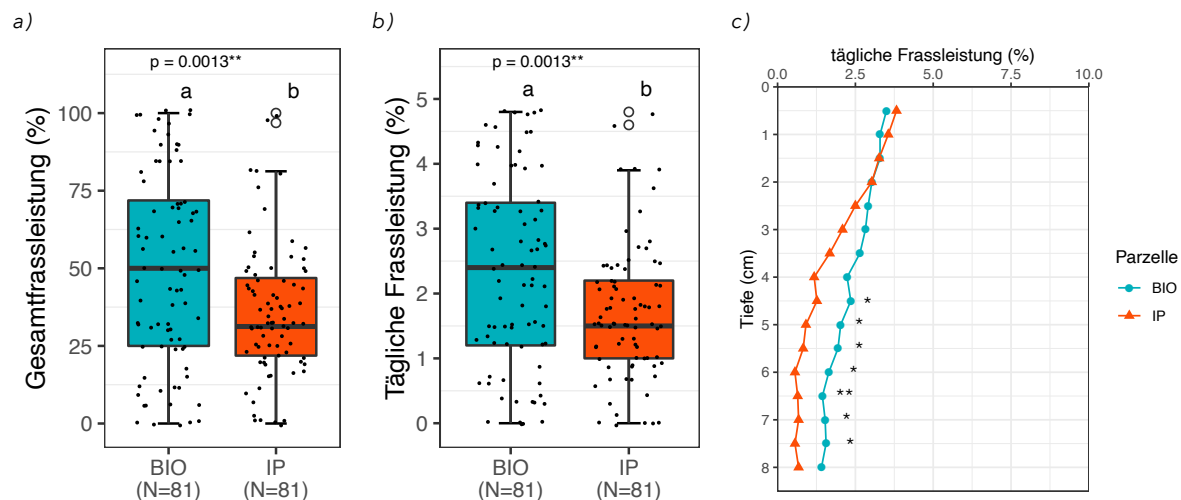 a)
p = 0.0013**
a
b
Gesamtfrassleistung (%)
100
75
50
25
0
BIO
(N=81)
IP
(N=81)
b)
p = 0.0013**
a
b
Tägliche Frassleistung (%)
5
4
3
2
1
0
BIO
(N=81)
IP
(N=81)
c)
tägliche Frassleistung (%)
0.0
2.5
5.0
7.5
10.0
Tiefe (cm)
0
1
2
3
4
5
6
7
8
*
*
*
*
**
*
*
Parzelle
BIO
IP